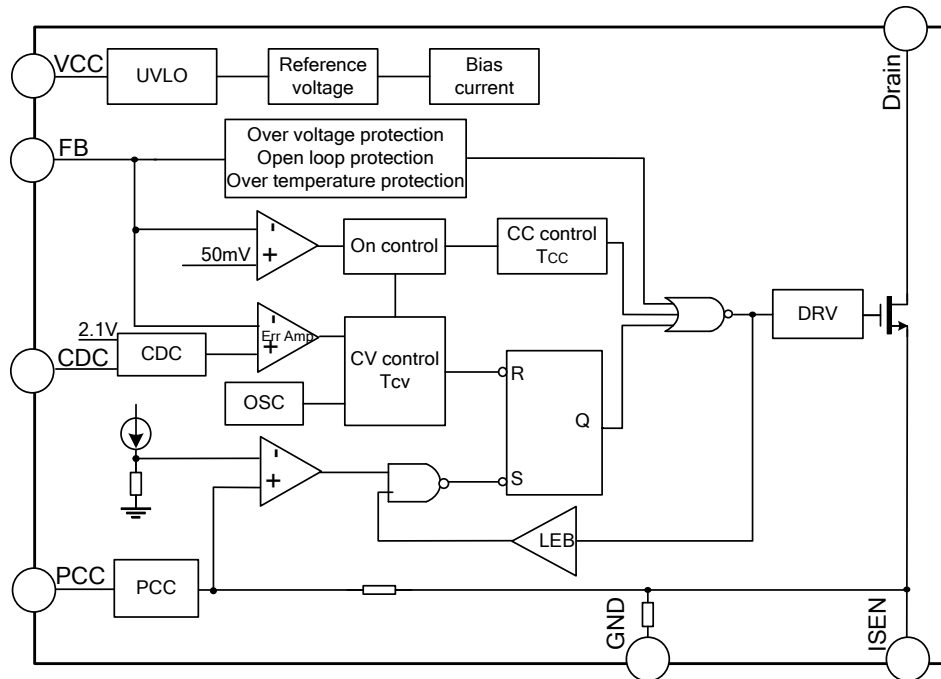 VCC
UVLO
Reference
voltage
Bias
current
Drain
FB
Over voltage protection
Open loop protection
Over temperature protection
-
+
50mV
On control
CC control
TCC
2.1V
CDC
CDC
-
Err Amp
+
CV control
Tcv
OSC
DRV
R
Q
S
-
+
LEB
PCC
PCC
GND
ISEN